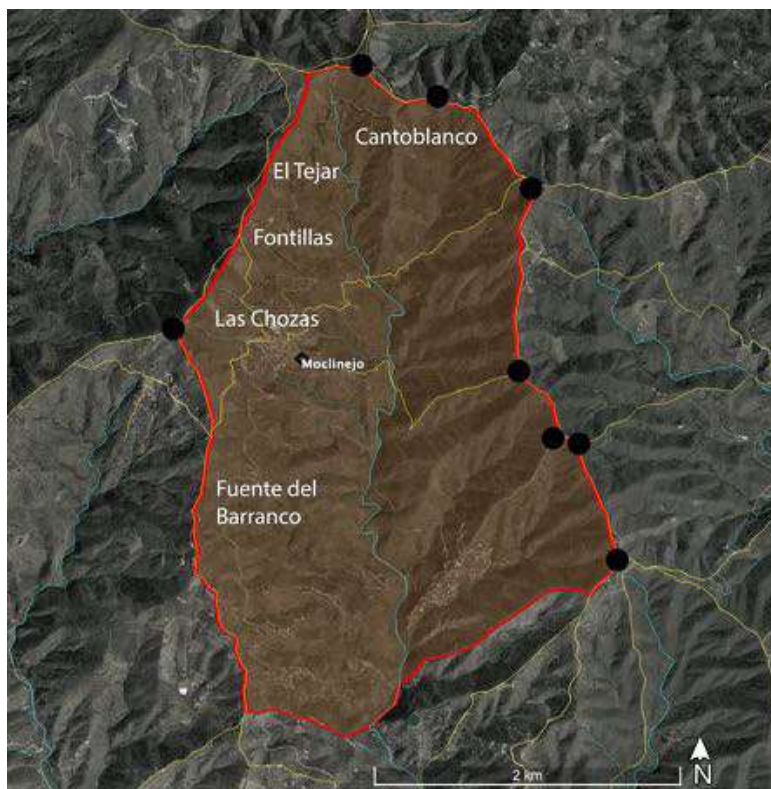 Cantoblanco
El Tejar
Fontillas
Las Chozas
Moclinejo
Fuente del
Barranco
2 km
N